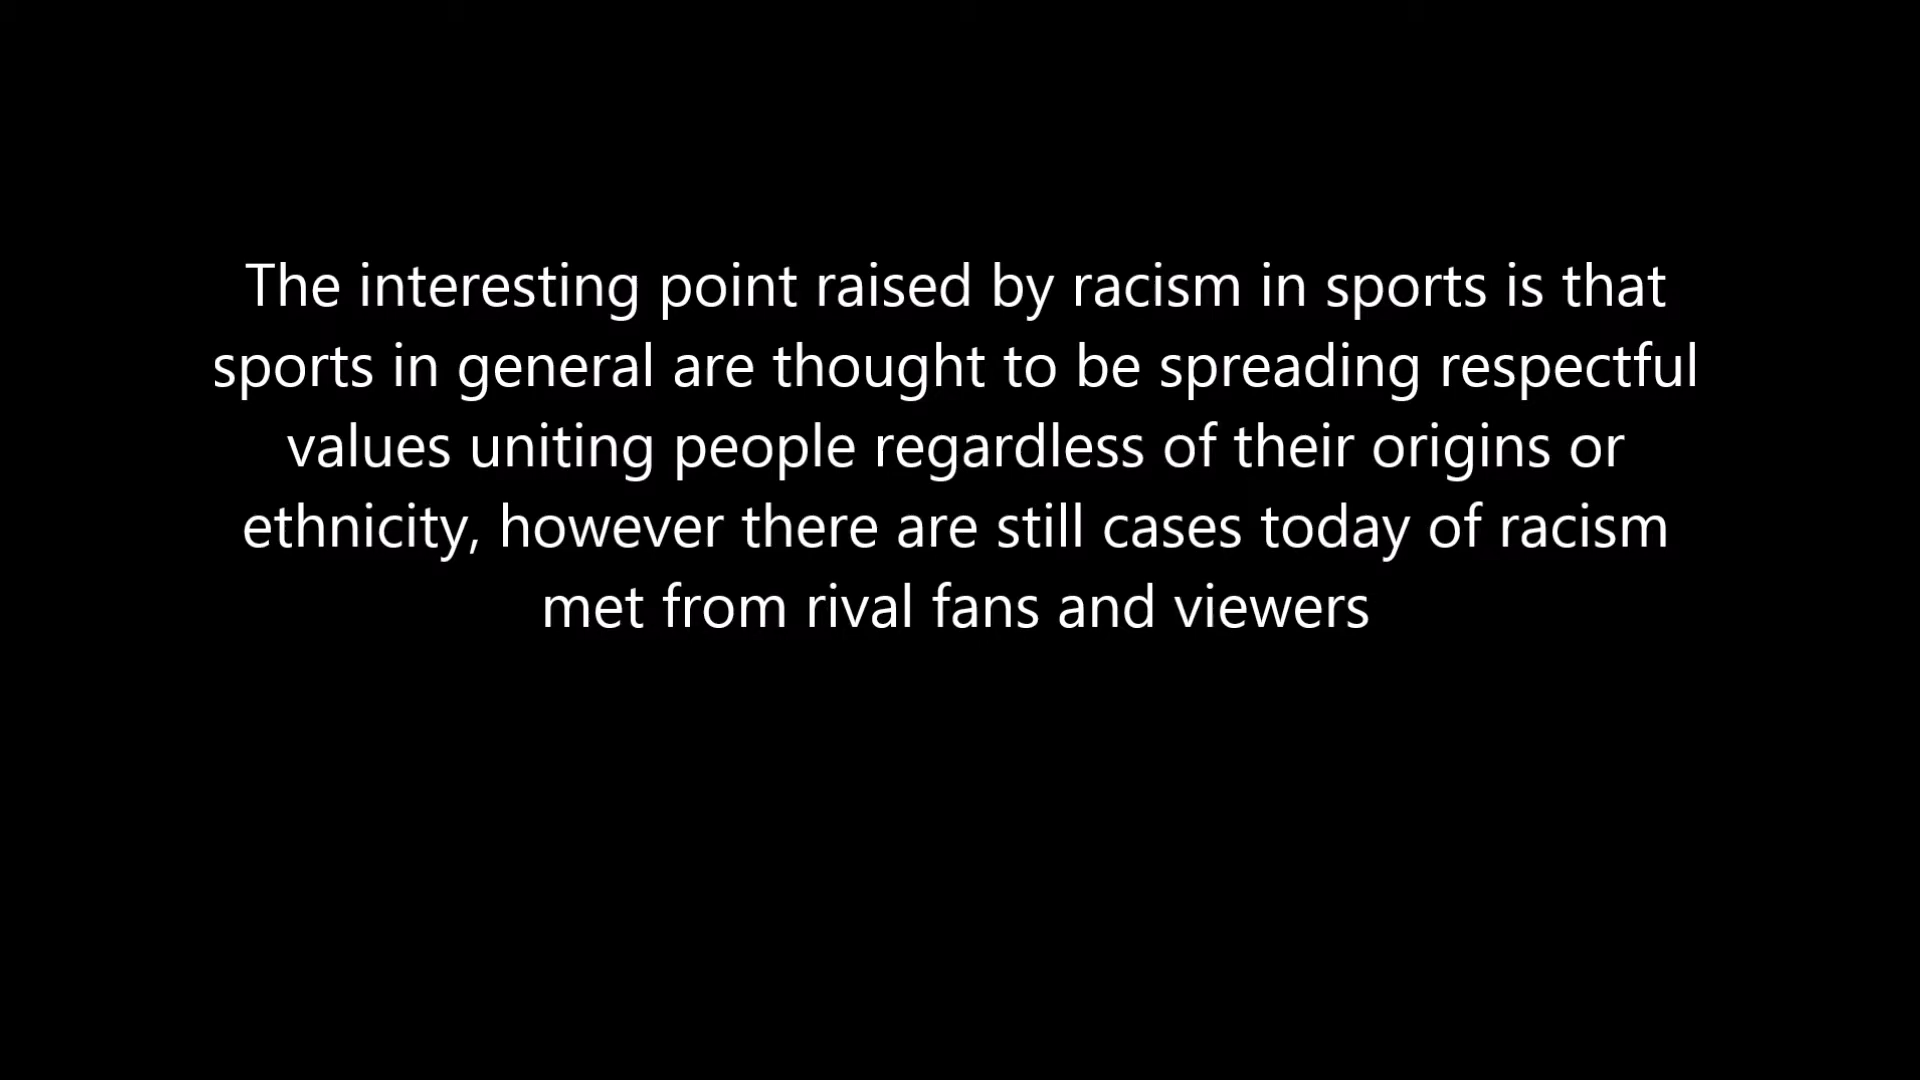 The interesting point raised by racism in sports is that
sports in general are thought to be spreading respectful
values uniting people regardless of their origins or
ethnicity, however there are still cases today of racism
met from rival fans and viewers